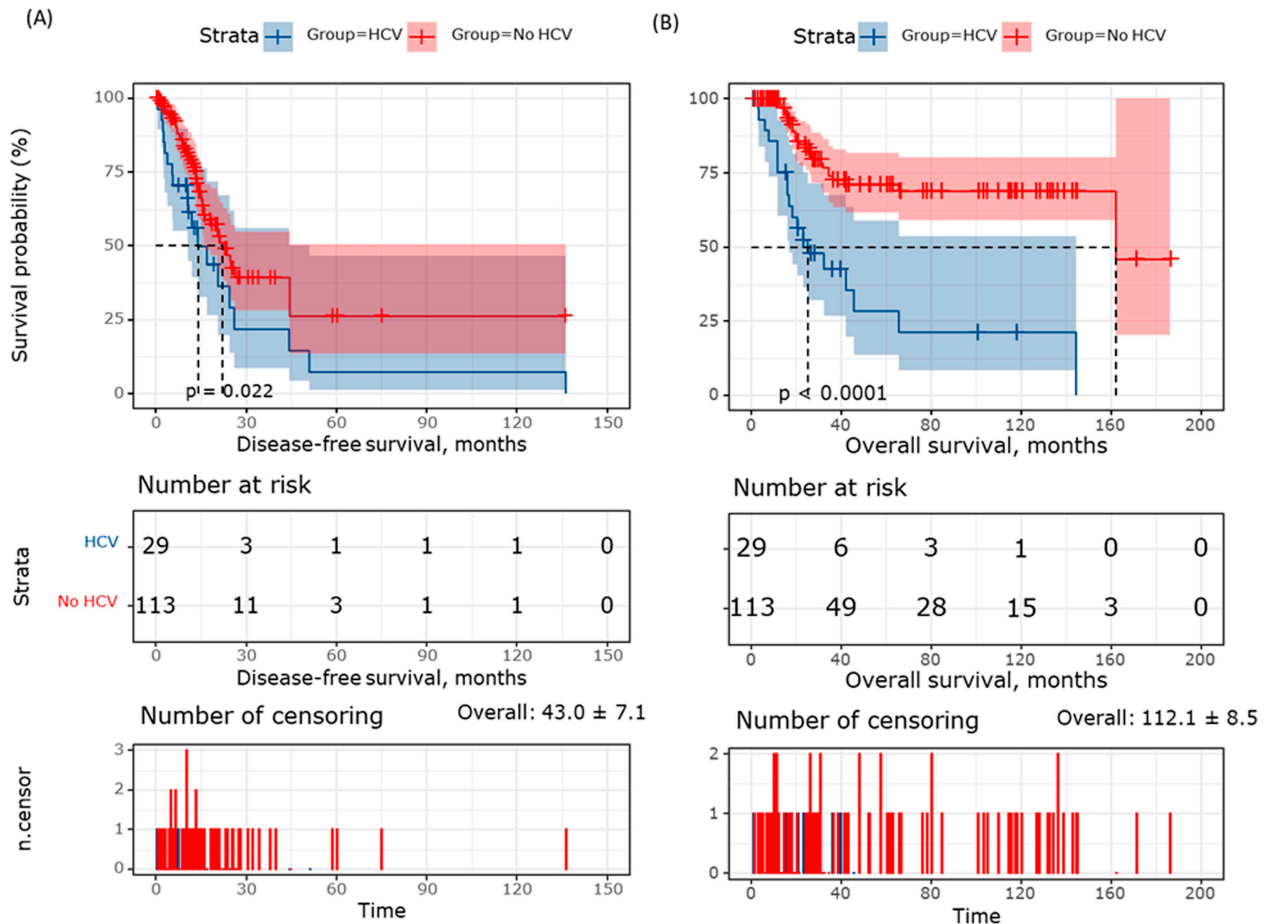 (A)
Strata Group=HCV Group=No HCV
Survival probability (%)
100
75
50
25
0
p = 0.022
0 30 60 90 120 150
Disease-free survival, months
Number at risk
Strata
HCV 29 3 1 1 1 0
No HCV 113 11 3 1 1 0
0 30 60 90 120 150
Disease-free survival, months
Number of censoring Overall: 43.0 ± 7.1
n.censor
3
2
1
0
0 30 60 90 120 150
Time
(B)
Strata Group=HCV Group=No HCV
100
75
50
25
0
p < 0.0001
0 40 80 120 160 200
Overall survival, months
Number at risk
29 6 3 1 0 0
113 49 28 15 3 0
0 40 80 120 160 200
Overall survival, months
Number of censoring Overall: 112.1 ± 8.5
2
1
0
0 40 80 120 160 200
Time